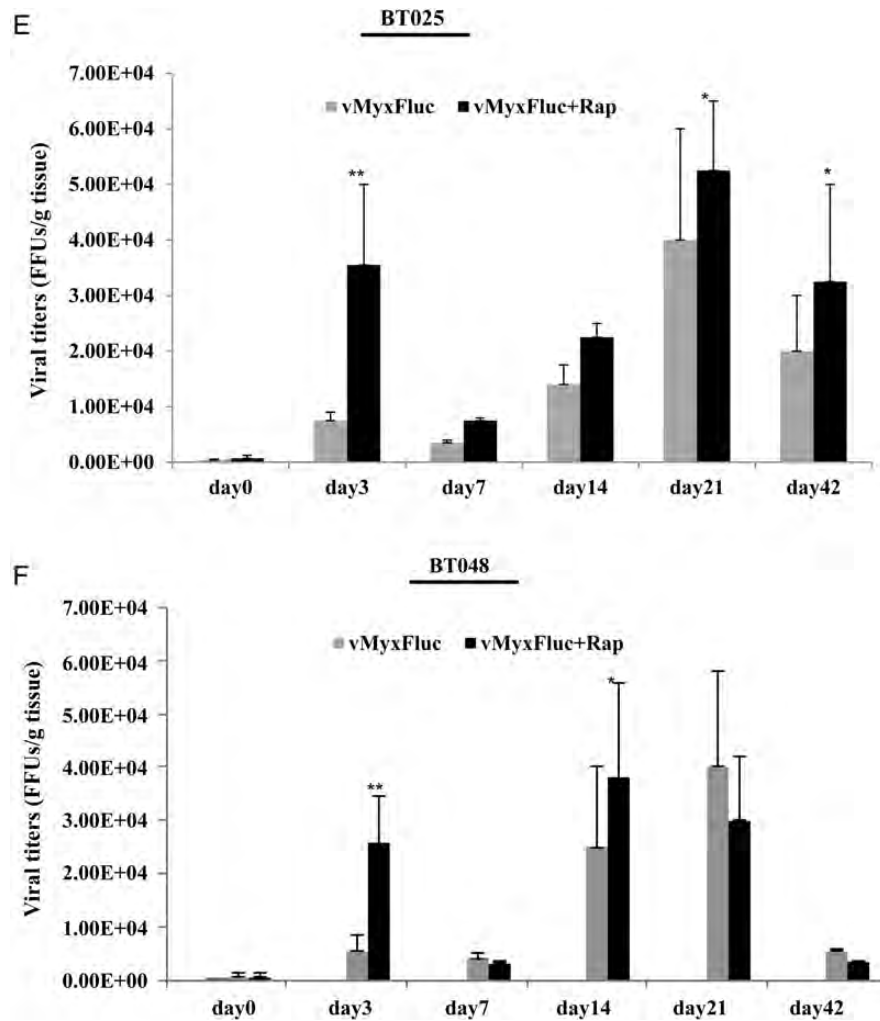 E
BT025
7.00E+04
6.00E+04
5.00E+04
4.00E+04
3.00E+04
2.00E+04
1.00E+04
0.00E+00
Viral titers (FFUs/g tissue)
vMyxFluc vMyxFluc+Rap
** * *
day0 day3 day7 day14 day21 day42
F
BT048
7.00E+04
6.00E+04
5.00E+04
4.00E+04
3.00E+04
2.00E+04
1.00E+04
0.00E+00
Viral titers (FFUs/g tissue)
vMyxFluc vMyxFluc+Rap
** *
day0 day3 day7 day14 day21 day42